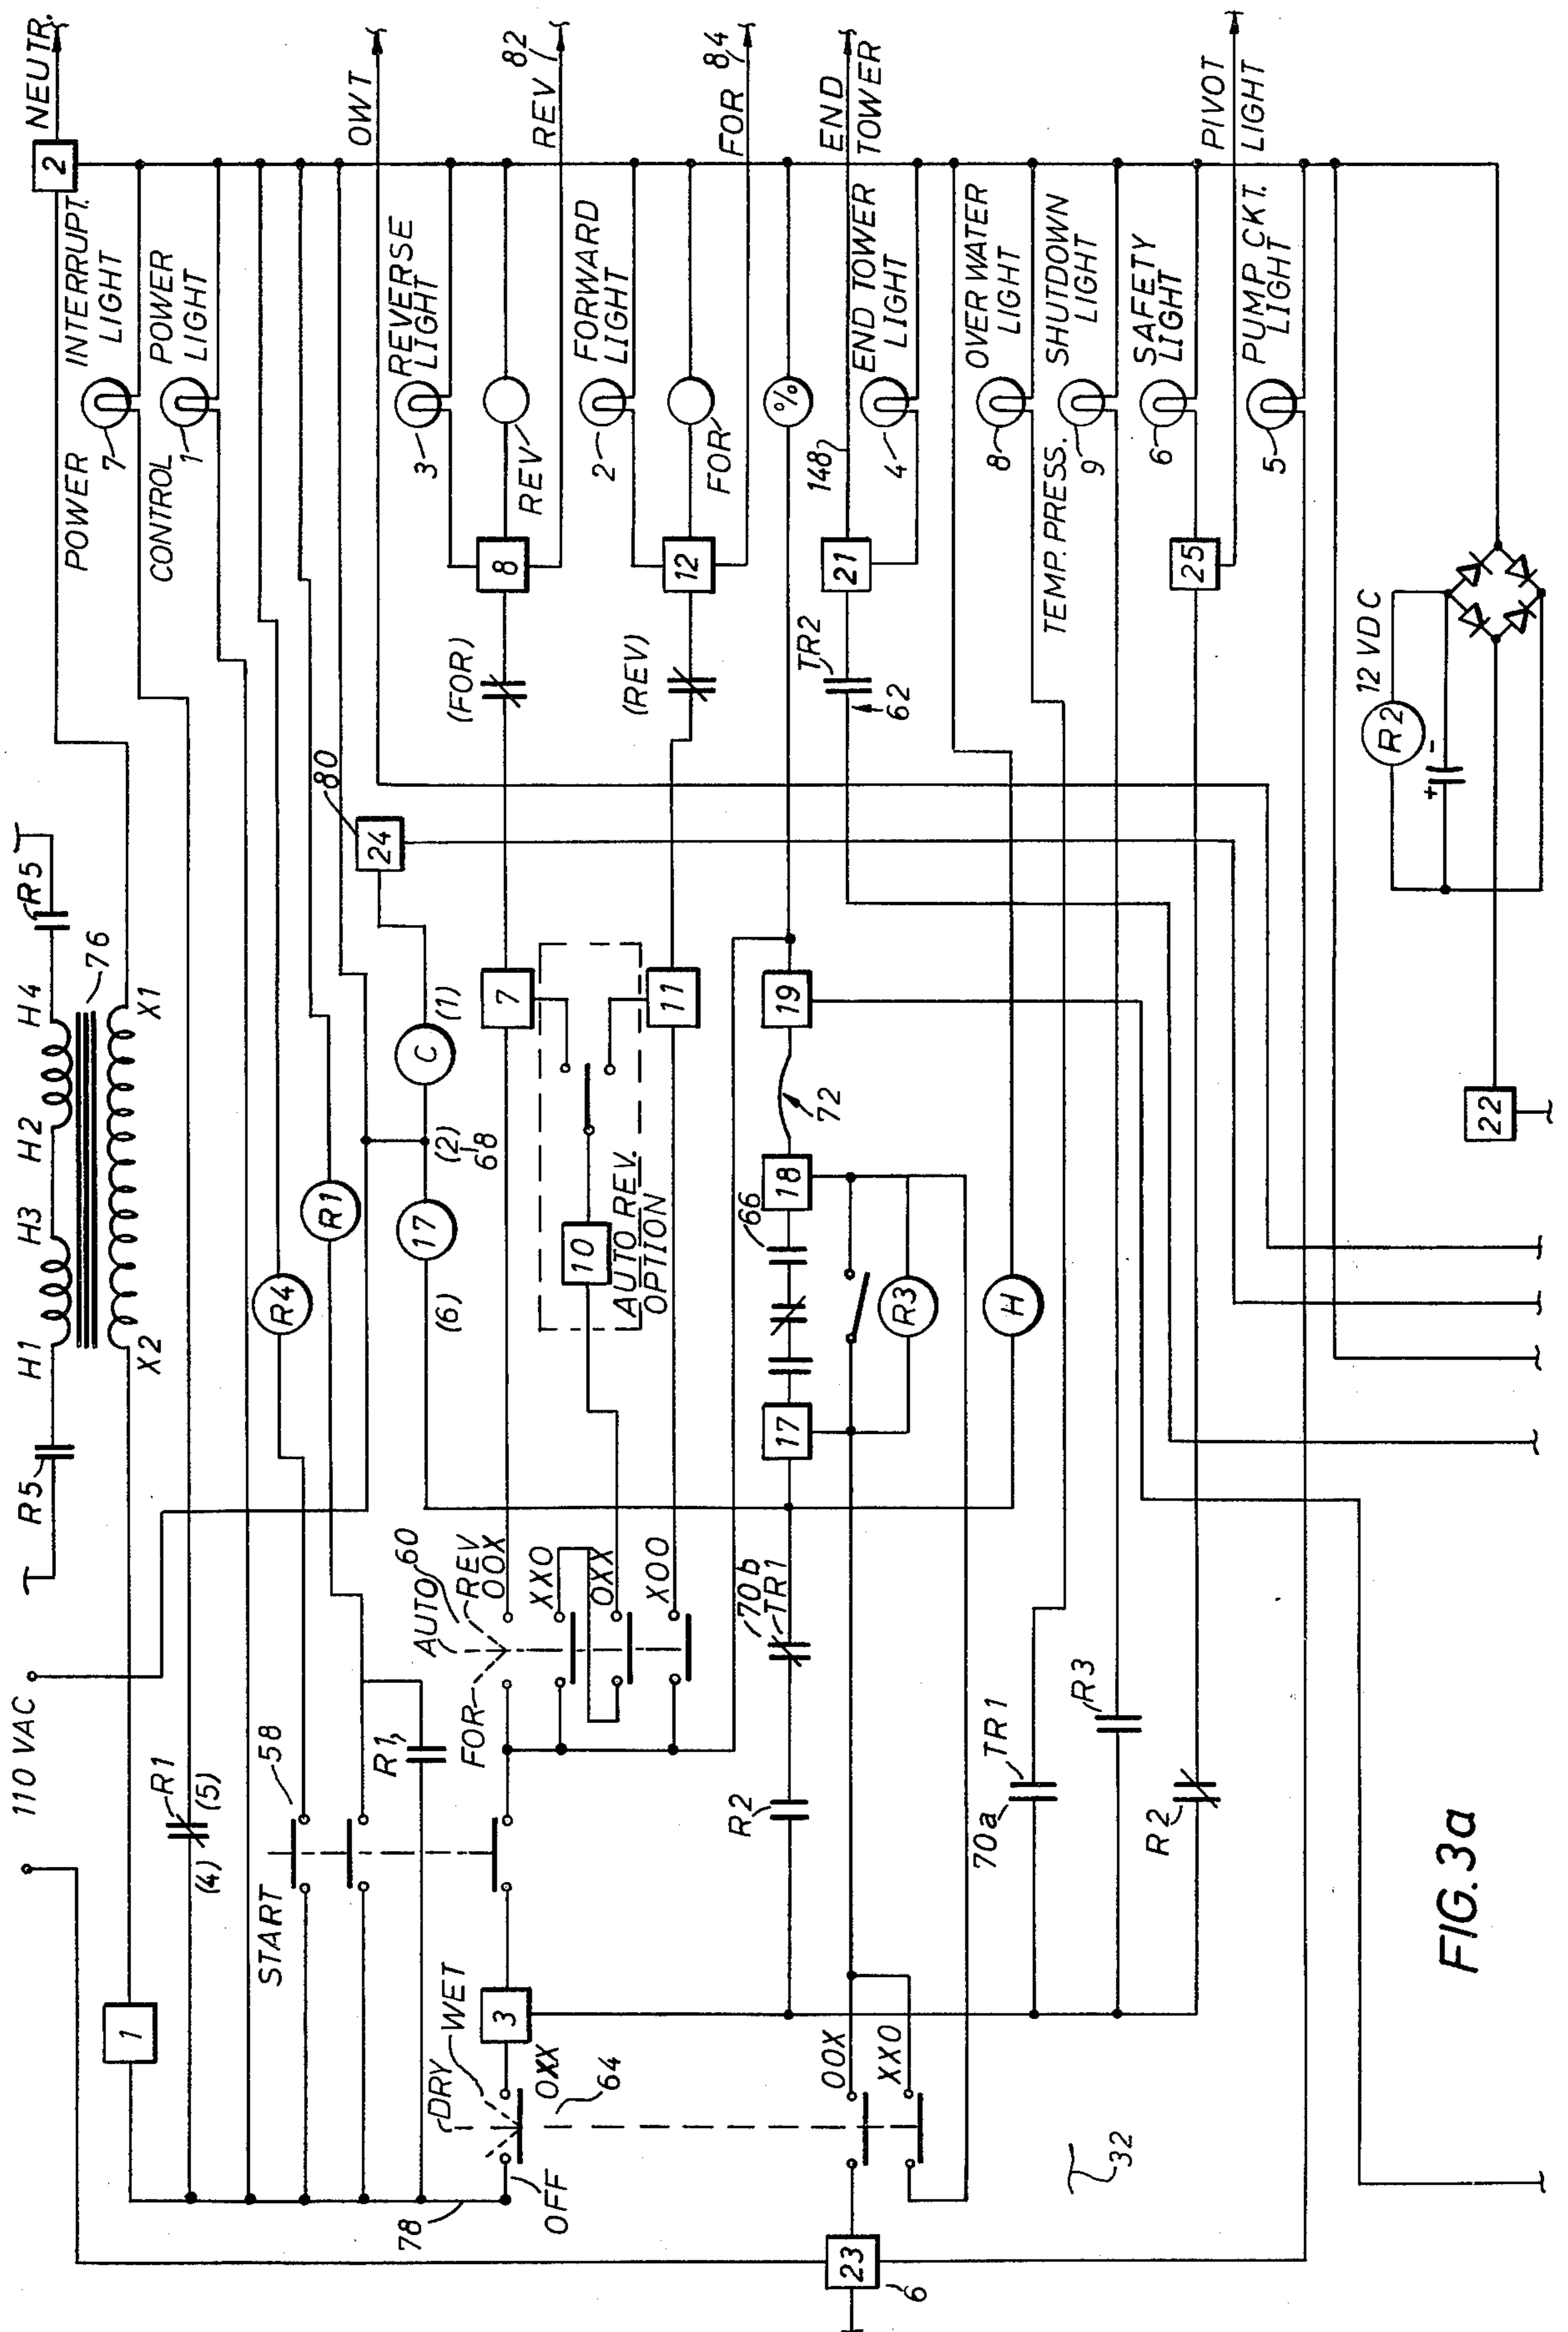 FIG. 3a
110 VAC
R5
H1 H3 H2 H4
R5
76
X2
X1
NEUTR.
2
1
POWER INTERRUPT.
LIGHT
7
R1
(4) (5)
CONTROL POWER
LIGHT
1
START
58
R4
R1
R1
80
24
OWT
(6)
17
(2)
68
C
(1)
78
OFF
DRY
WET
OXX
64
3
FOR
AUTO
60
REV
OOX
XXO
OXX
XOO
7
(FOR)
8
REV
3
REVERSE
LIGHT
REV
82
10
AUTO REV.
OPTION
11
(REV)
12
FOR
2
FORWARD
LIGHT
FOR
84
R2
70b
TR1
17
66
18
72
19
%
R3
23
6
OOX
XXO
TR2
62
21
148
4
END TOWER
LIGHT
END
TOWER
H
70a
TR1
8
OVER WATER
LIGHT
R3
TEMP. PRESS.
9
SHUTDOWN
LIGHT
R2
25
6
SAFETY
LIGHT
PIVOT
LIGHT
5
PUMP CKT.
LIGHT
32
22
R2
12 VDC
+
-